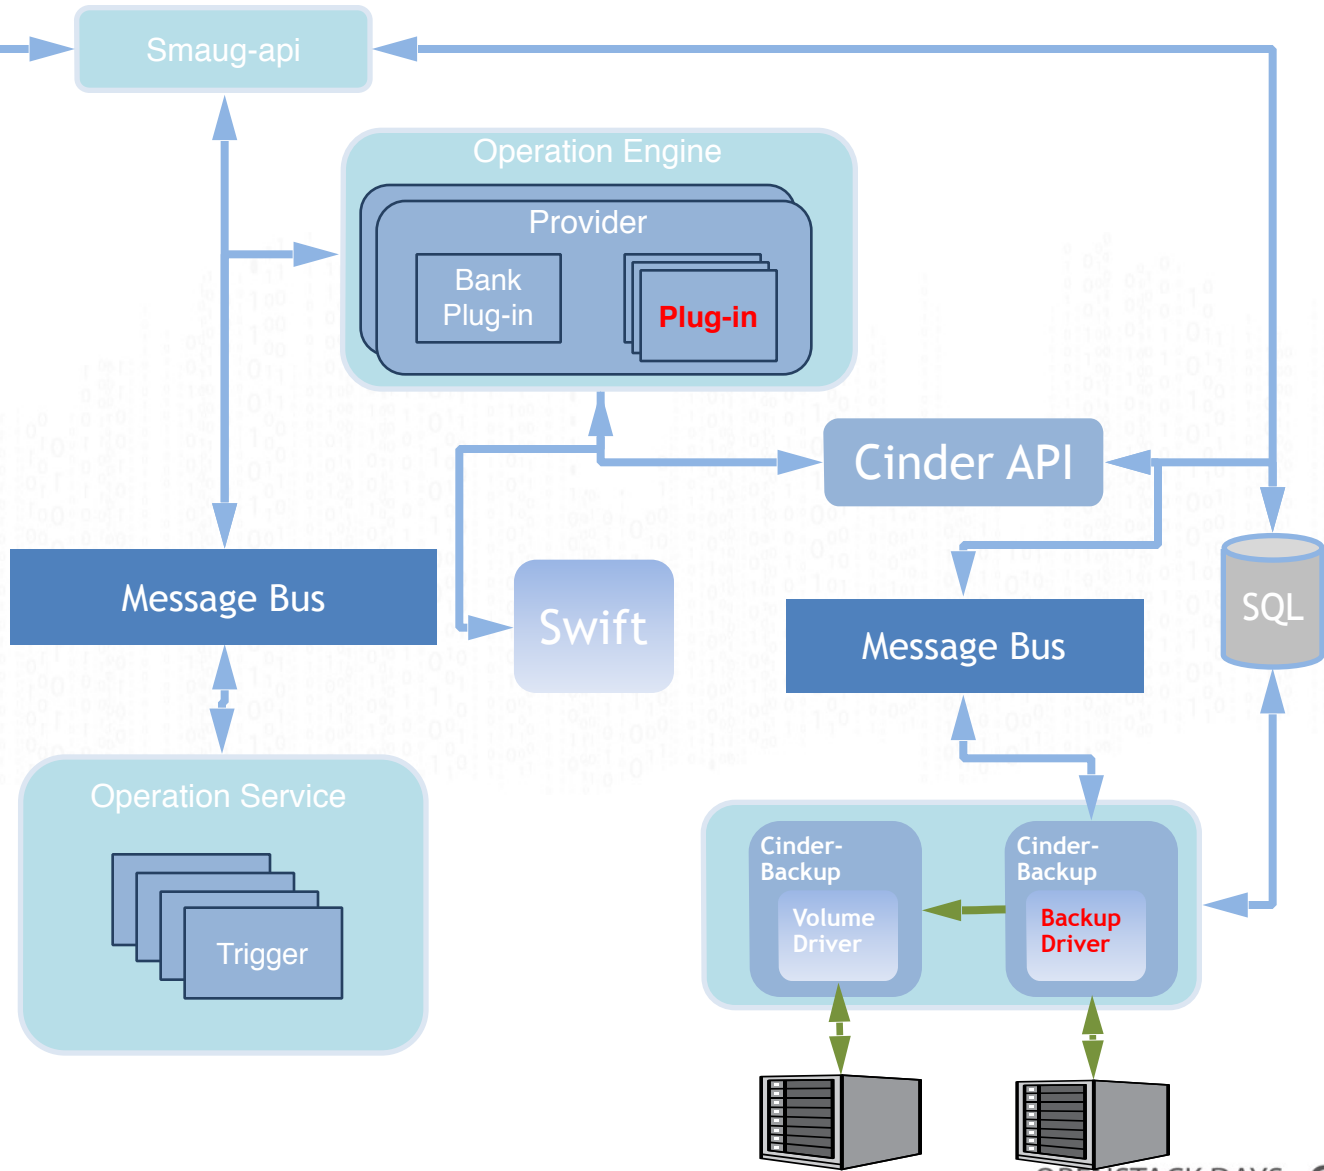 Smaug-api
Operation Engine
Provider
Bank
Plug-in
Plug-in
Cinder API
Message Bus
Swift
SQL
Message Bus
Operation Service
Trigger
Cinder-
Backup
Volume
Driver
Cinder-
Backup
Backup
Driver